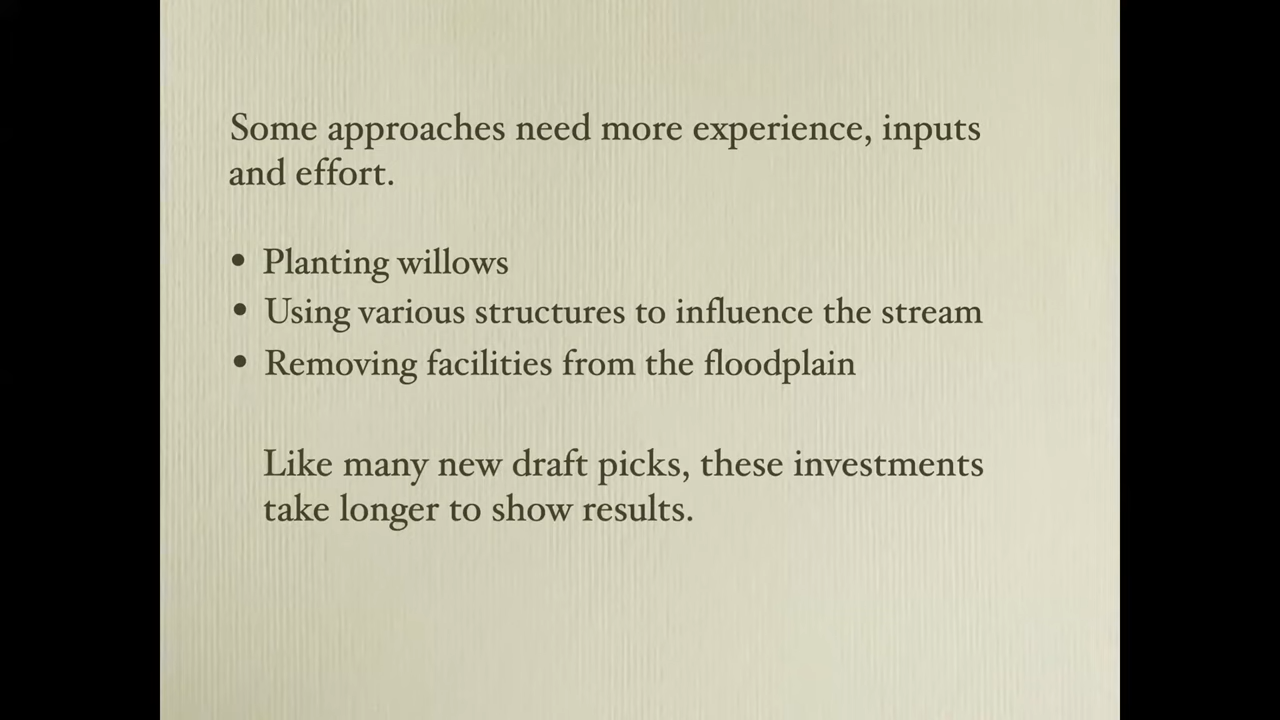 Some approaches need more experience, inputs
and effort.
• Planting willows
• Using various structures to influence the stream
• Removing facilities from the floodplain
Like many new draft picks, these investments
take longer to show results.